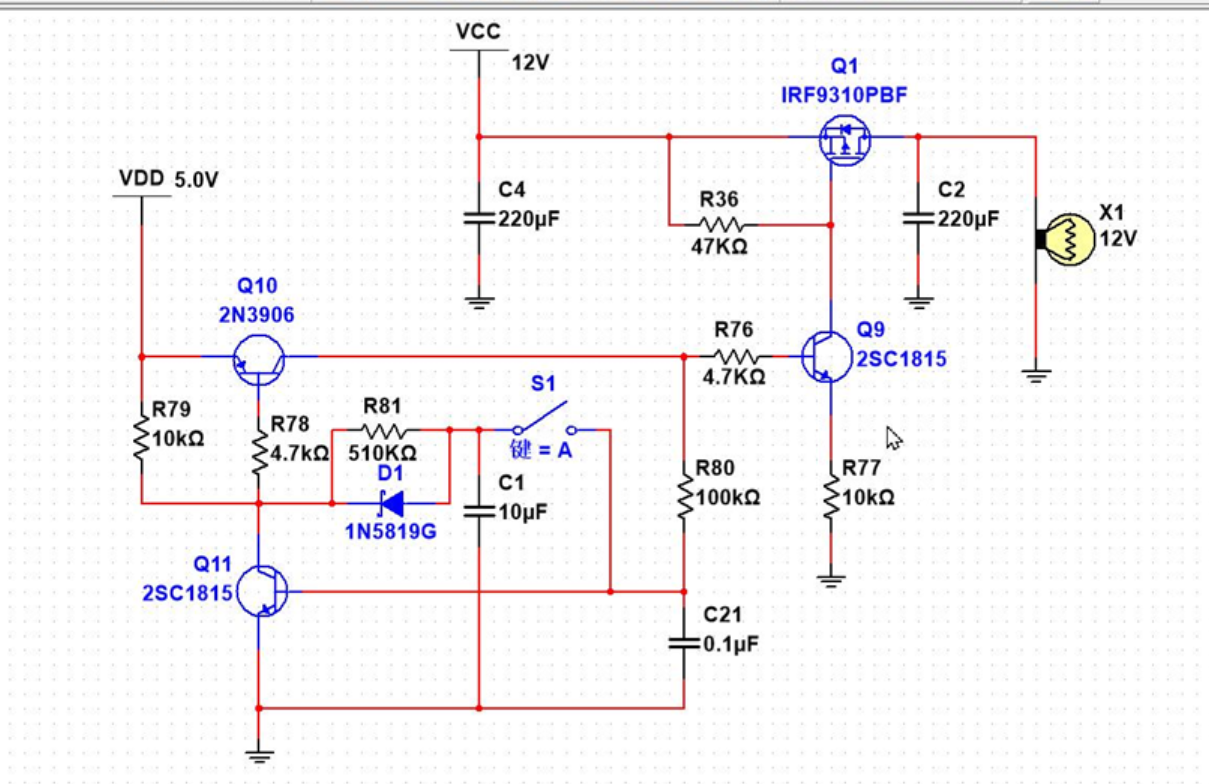 VCC
12V
Q1
IRF9310PBF
VDD 5.0V
C4
220µF
R36
47KΩ
C2
220µF
X1
12V
Q10
2N3906
R76
4.7KΩ
Q9
2SC1815
R79
10kΩ
R78
4.7kΩ
R81
510KΩ
S1
键 = A
D1
1N5819G
C1
10µF
R80
100kΩ
R77
10kΩ
Q11
2SC1815
C21
0.1µF